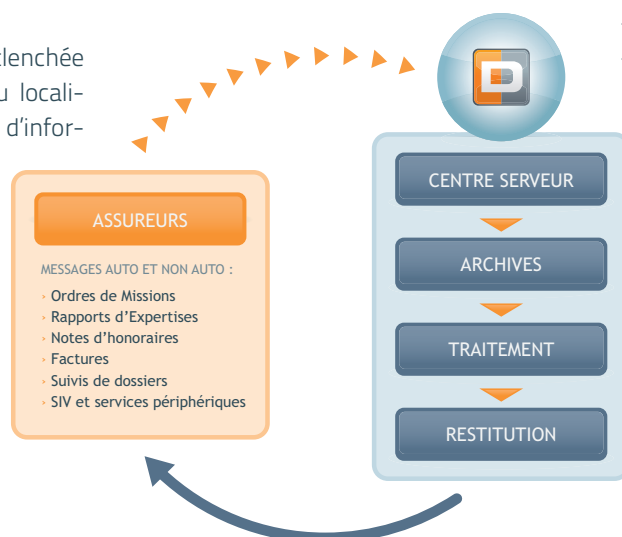 lenchée
u locali-
d'infor-
ASSUREURS
MESSAGES AUTO ET NON AUTO :
› Ordres de Missions
› Rapports d’Expertises
› Notes d’honoraires
› Factures
› Suivis de dossiers
› SIV et services périphériques
D
CENTRE SERVEUR
ARCHIVES
TRAITEMENT
RESTITUTION